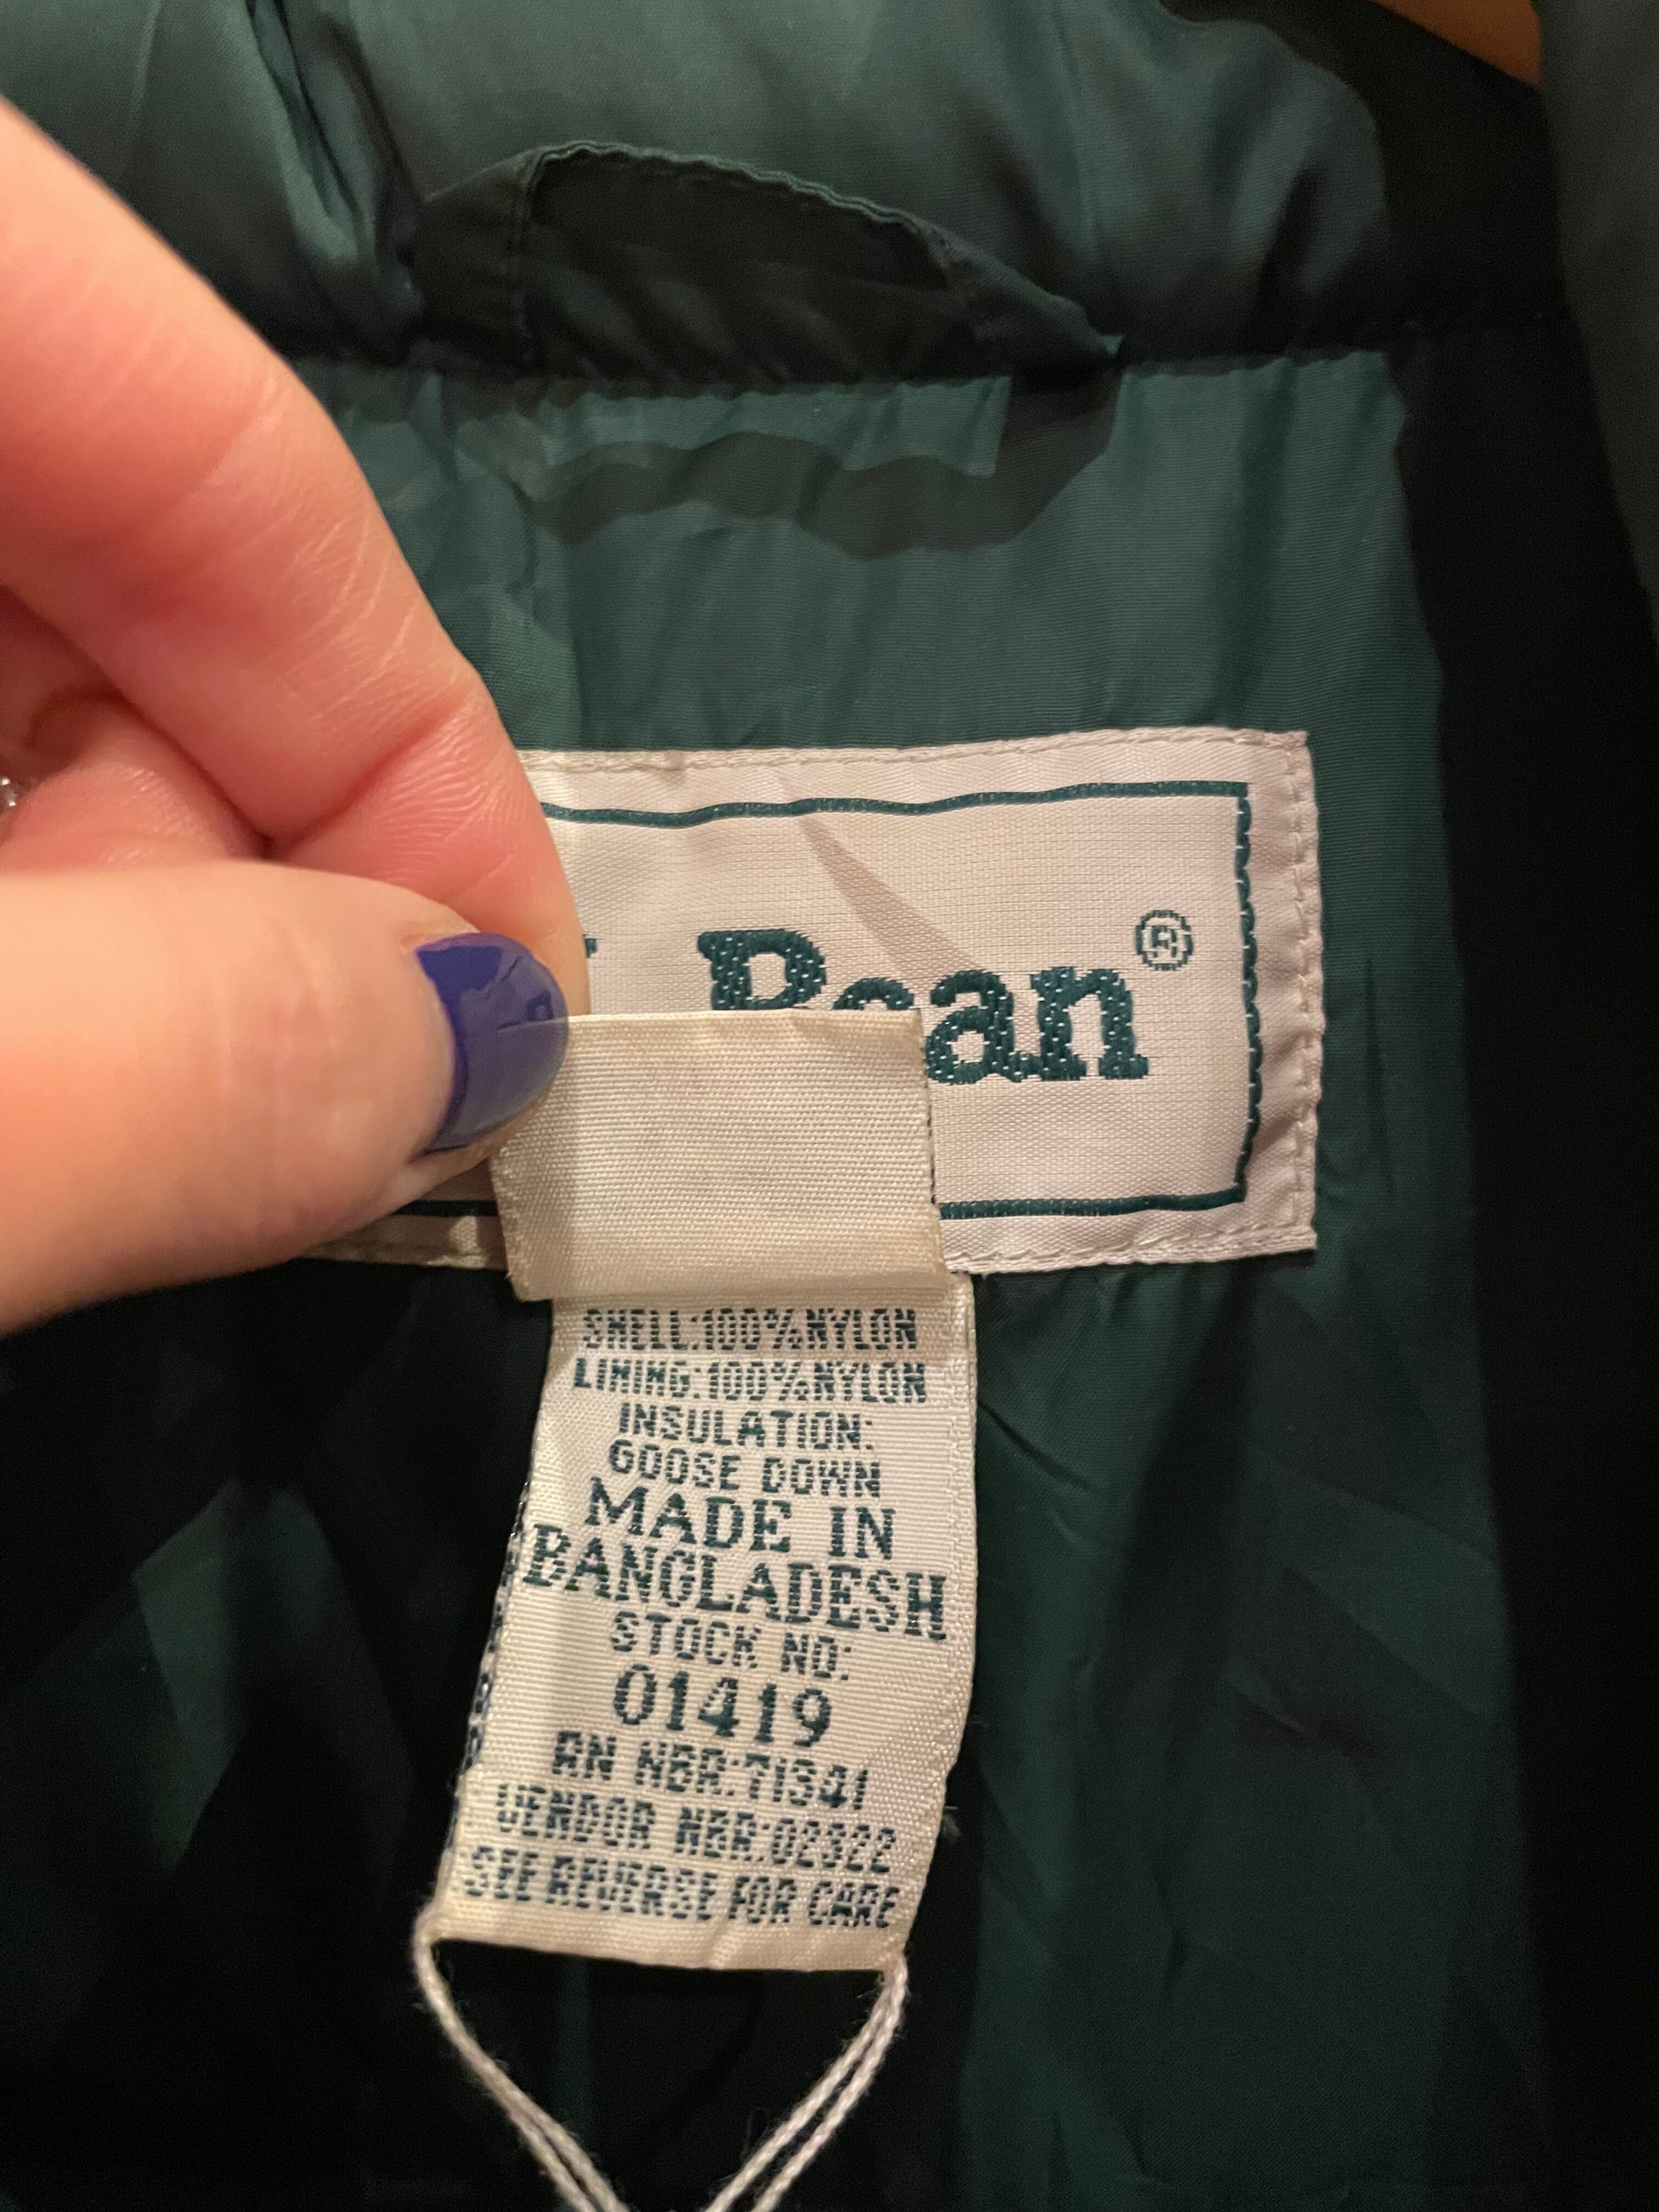 Bean®
SHELL:100%NYLON
LINING:100%NYLON
INSULATION:
GOOSE DOWN
MADE IN
BANGLADESH
STOCK NO:
01419
RN NBR:71341
VENDOR NBR:02322
SEE REVERSE FOR CARE